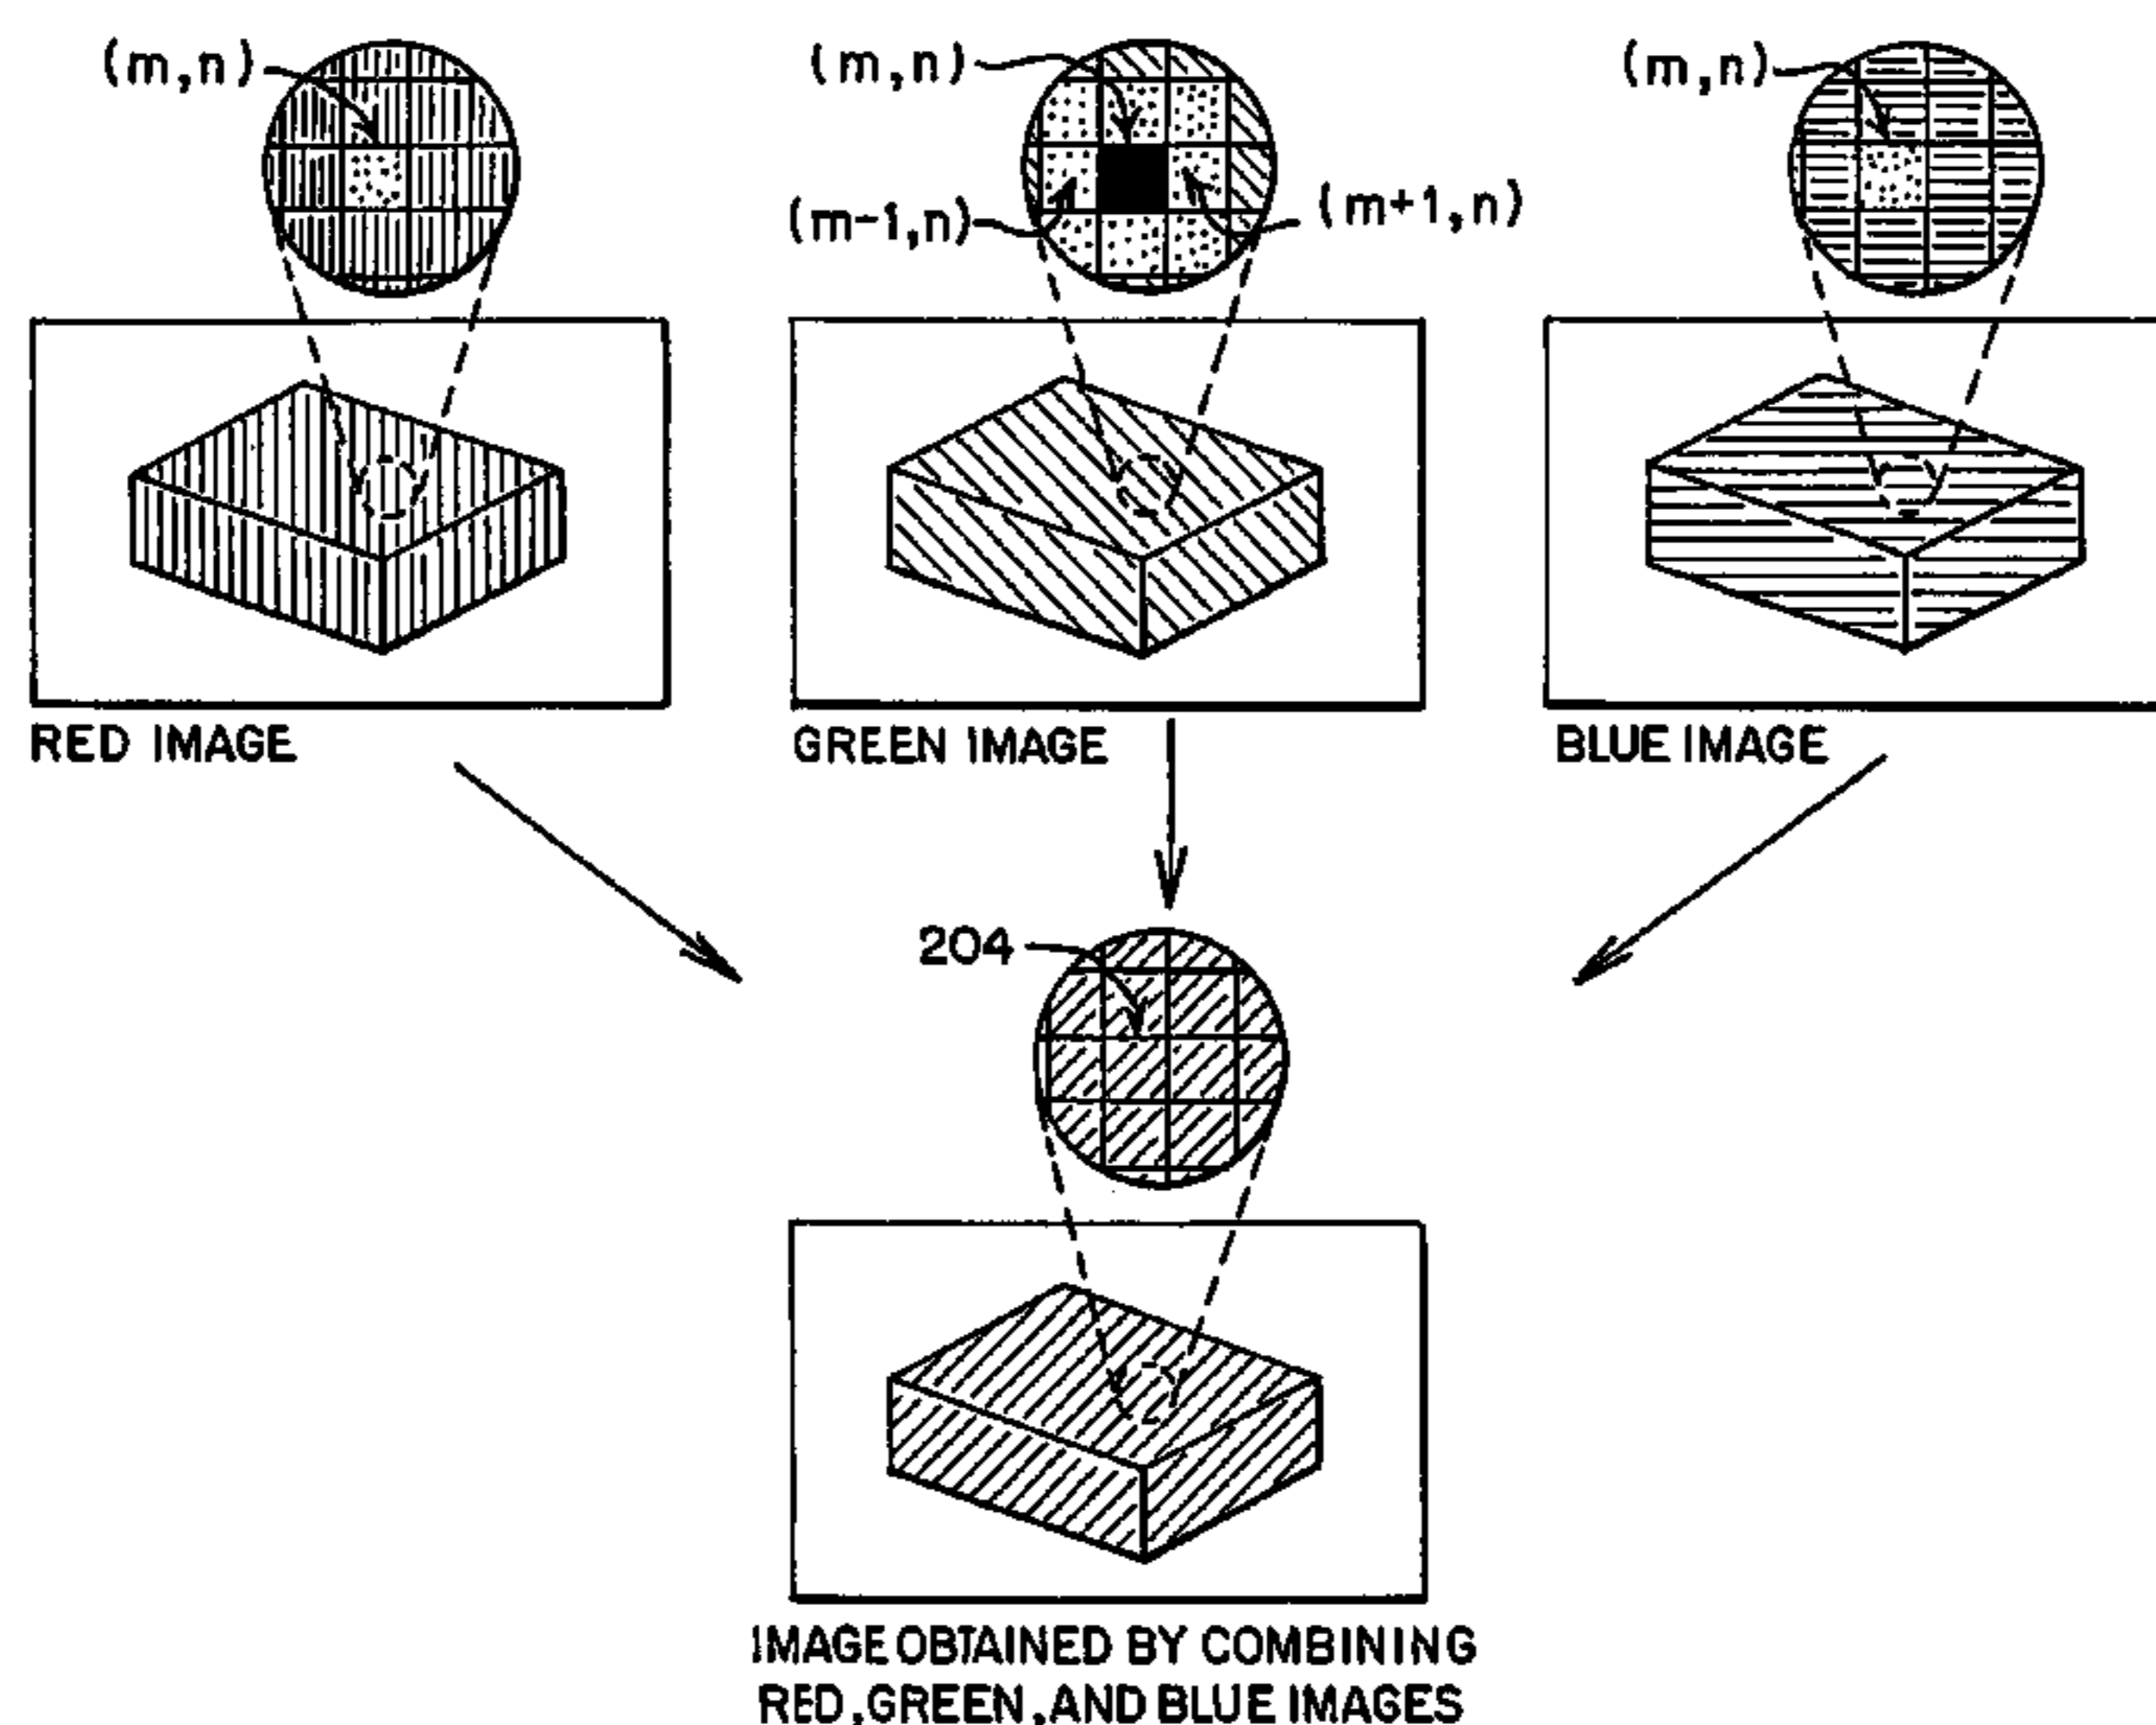 (m,n)
(m,n)
(m,n)
(m-1,n)
(m+1,n)
RED IMAGE
GREEN IMAGE
BLUE IMAGE
204
IMAGE OBTAINED BY COMBINING
RED, GREEN, AND BLUE IMAGES